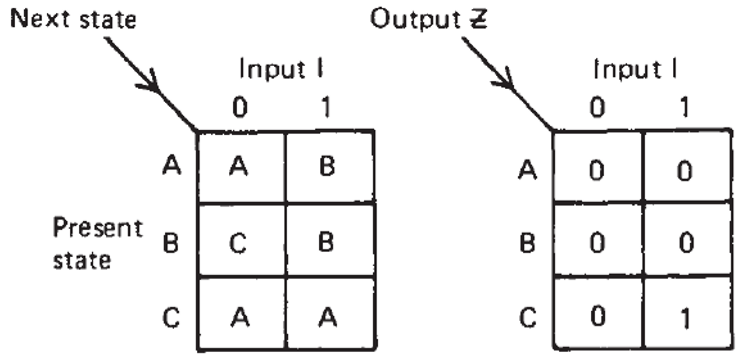 Next state
Input I
0 1
A A B
Present state
B C B
C A A
Output Z
Input I
0 1
A 0 0
B 0 0
C 0 1